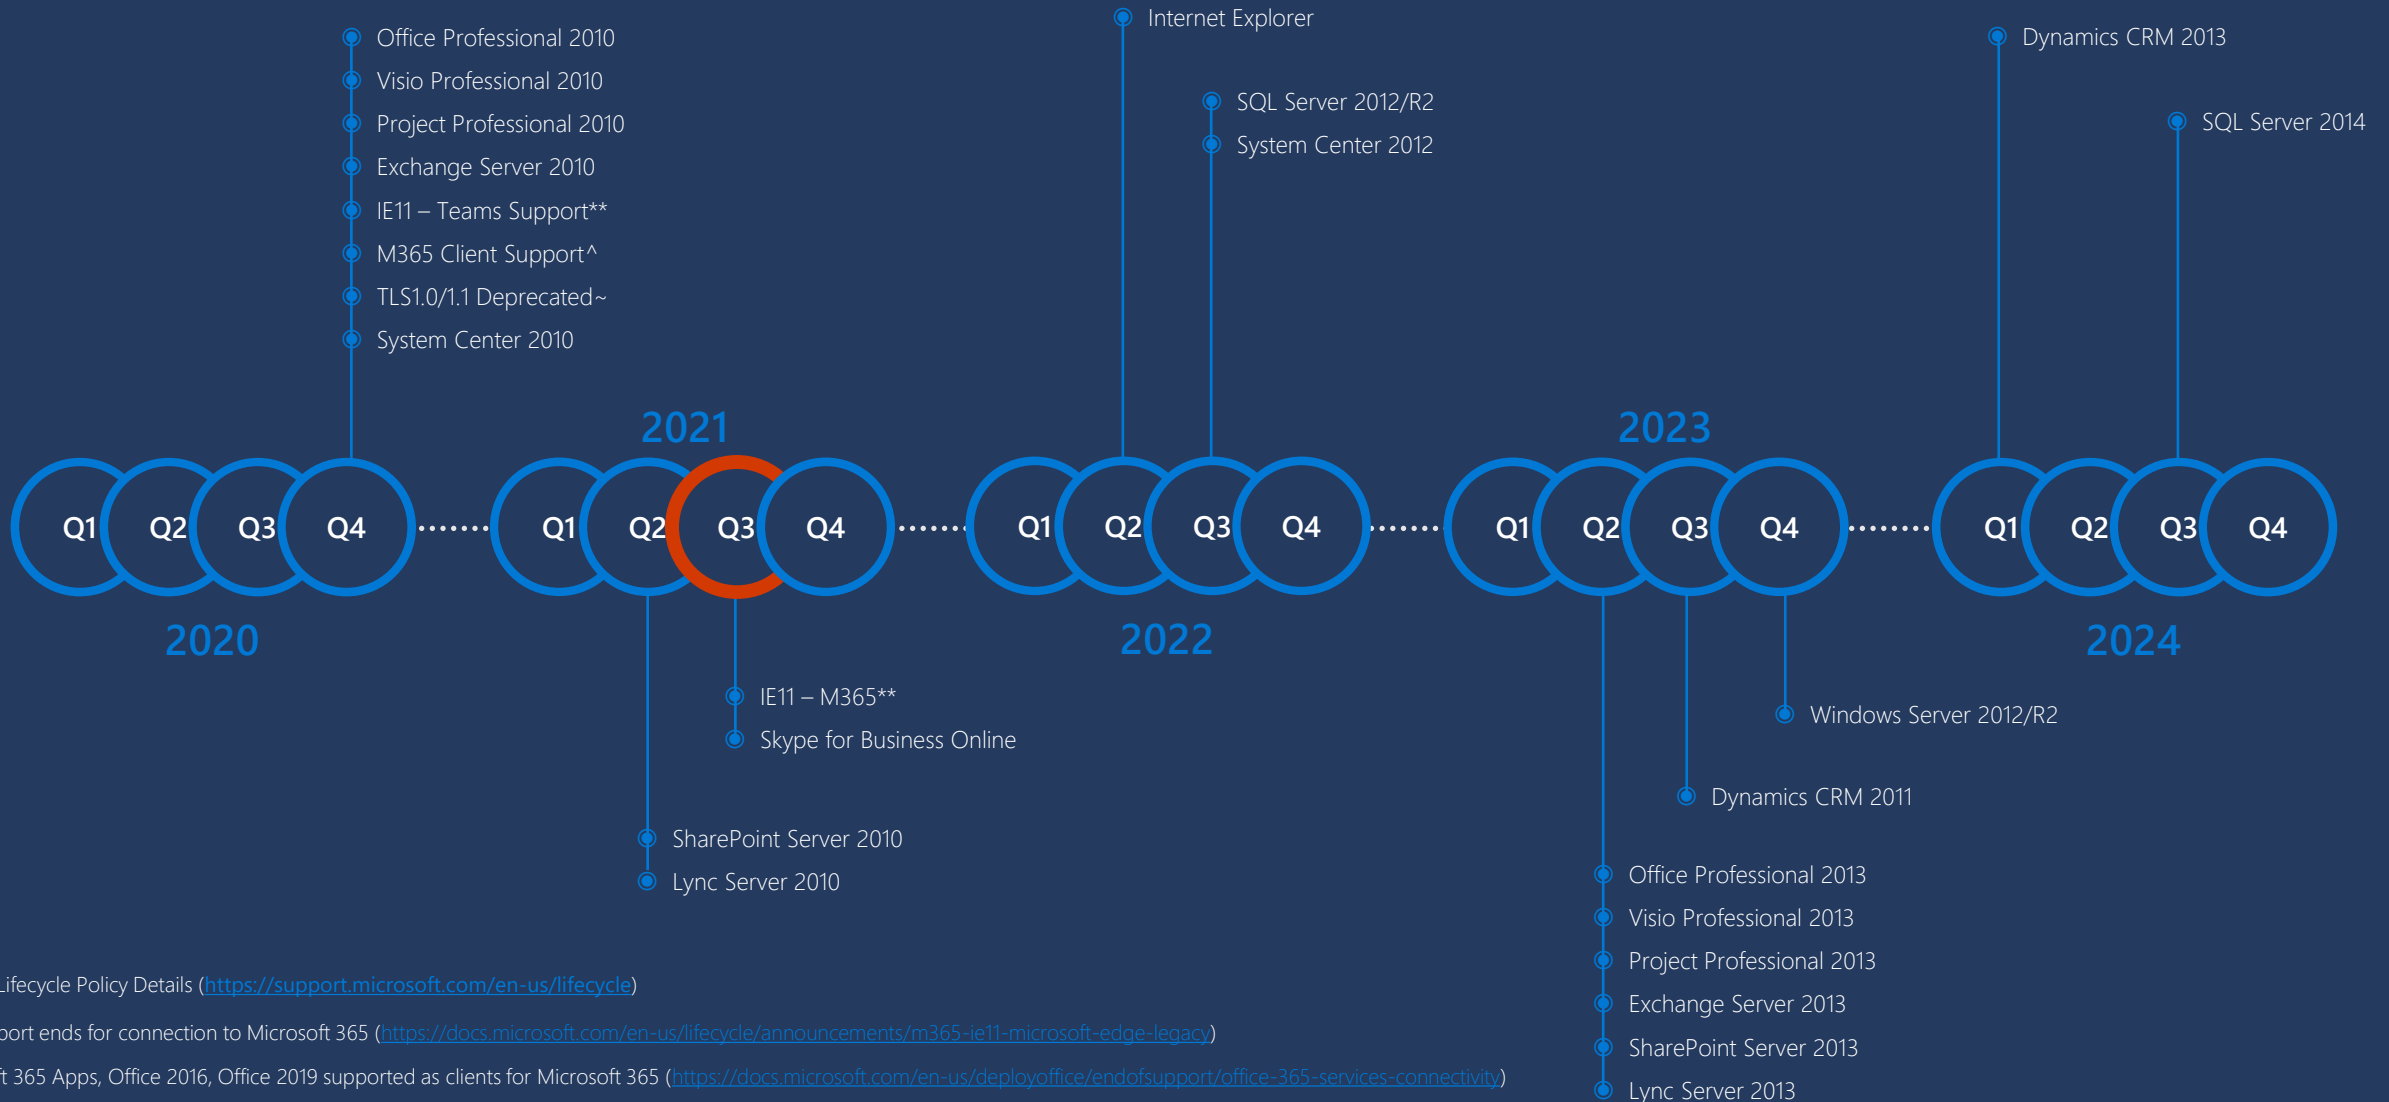 Internet Explorer
Office Professional 2010
Visio Professional 2010
Project Professional 2010
Exchange Server 2010
IE11 – Teams Support**
M365 Client Support^
TLS1.0/1.1 Deprecated~
System Center 2010
SQL Server 2012/R2
System Center 2012
Dynamics CRM 2013
SQL Server 2014
2021
2023
Q1 Q2 Q3 Q4
Q1 Q2 Q3 Q4
Q1 Q2 Q3 Q4
Q1 Q2 Q3 Q4
Q1 Q2 Q3 Q4
2020
2022
2024
IE11 – M365**
Skype for Business Online
SharePoint Server 2010
Lync Server 2010
Windows Server 2012/R2
Dynamics CRM 2011
Office Professional 2013
Visio Professional 2013
Project Professional 2013
Exchange Server 2013
SharePoint Server 2013
Lync Server 2013
Lifecycle Policy Details (https://support.microsoft.com/en-us/lifecycle)
port ends for connection to Microsoft 365 (https://docs.microsoft.com/en-us/lifecycle/announcements/m365-ie11-microsoft-edge-legacy)
ft 365 Apps, Office 2016, Office 2019 supported as clients for Microsoft 365 (https://docs.microsoft.com/en-us/deployoffice/endofsupport/office-365-services-connectivity)